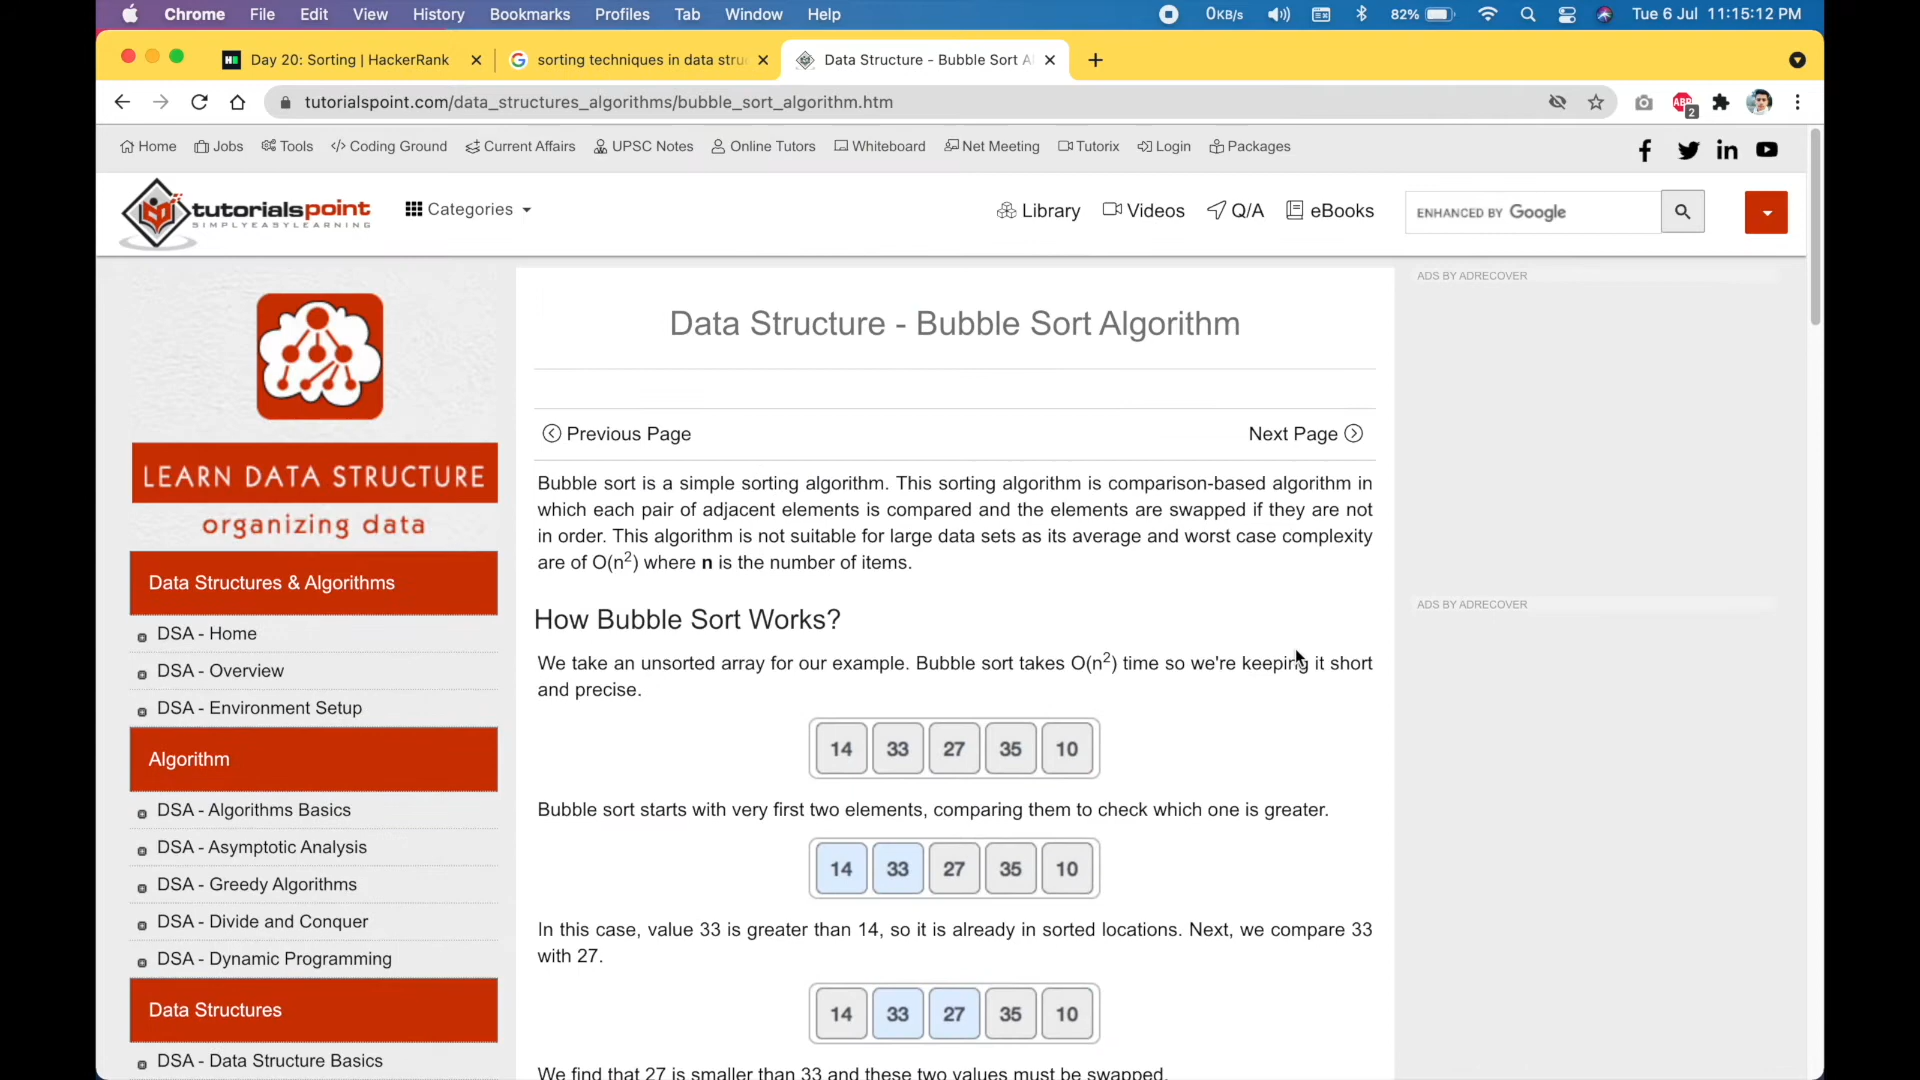 Chrome File Edit View History Bookmarks Profiles Tab Window Help 0KB/s 82% Tue 6 Jul 11:15:12 PM
Day 20: Sorting | HackerRank sorting techniques in data stru Data Structure - Bubble Sort Al
tutorialspoint.com/data_structures_algorithms/bubble_sort_algorithm.htm ABP 2
Home Jobs Tools Coding Ground Current Affairs UPSC Notes Online Tutors Whiteboard Net Meeting Tutorix Login Packages
tutorialspoint
SIMPLYEASYLEARNING
Categories Library Videos Q/A eBooks ENHANCED BY Google
ADS BY ADRECOVER
Data Structure - Bubble Sort Algorithm
Previous Page Next Page
LEARN DATA STRUCTURE
organizing data
Data Structures & Algorithms
DSA - Home
DSA - Overview
DSA - Environment Setup
Algorithm
DSA - Algorithms Basics
DSA - Asymptotic Analysis
DSA - Greedy Algorithms
DSA - Divide and Conquer
DSA - Dynamic Programming
Data Structures
DSA - Data Structure Basics
Bubble sort is a simple sorting algorithm. This sorting algorithm is comparison-based algorithm in
which each pair of adjacent elements is compared and the elements are swapped if they are not
in order. This algorithm is not suitable for large data sets as its average and worst case complexity
are of O(n²) where n is the number of items.
How Bubble Sort Works?
We take an unsorted array for our example. Bubble sort takes O(n²) time so we're keeping it short
and precise.
14 33 27 35 10
Bubble sort starts with very first two elements, comparing them to check which one is greater.
14 33 27 35 10
In this case, value 33 is greater than 14, so it is already in sorted locations. Next, we compare 33
with 27.
14 33 27 35 10
We find that 27 is smaller than 33 and these two values must be swapped.
ADS BY ADRECOVER